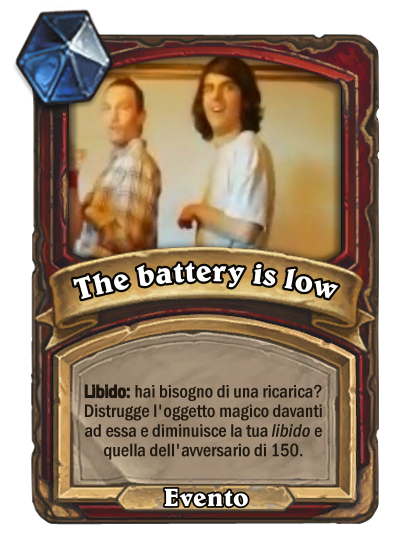 The battery is low
Libido: hai bisogno di una ricarica?
Distrugge l'oggetto magico davanti
ad essa e diminuisce la tua libido e
quella dell'avversario di 150.
Evento